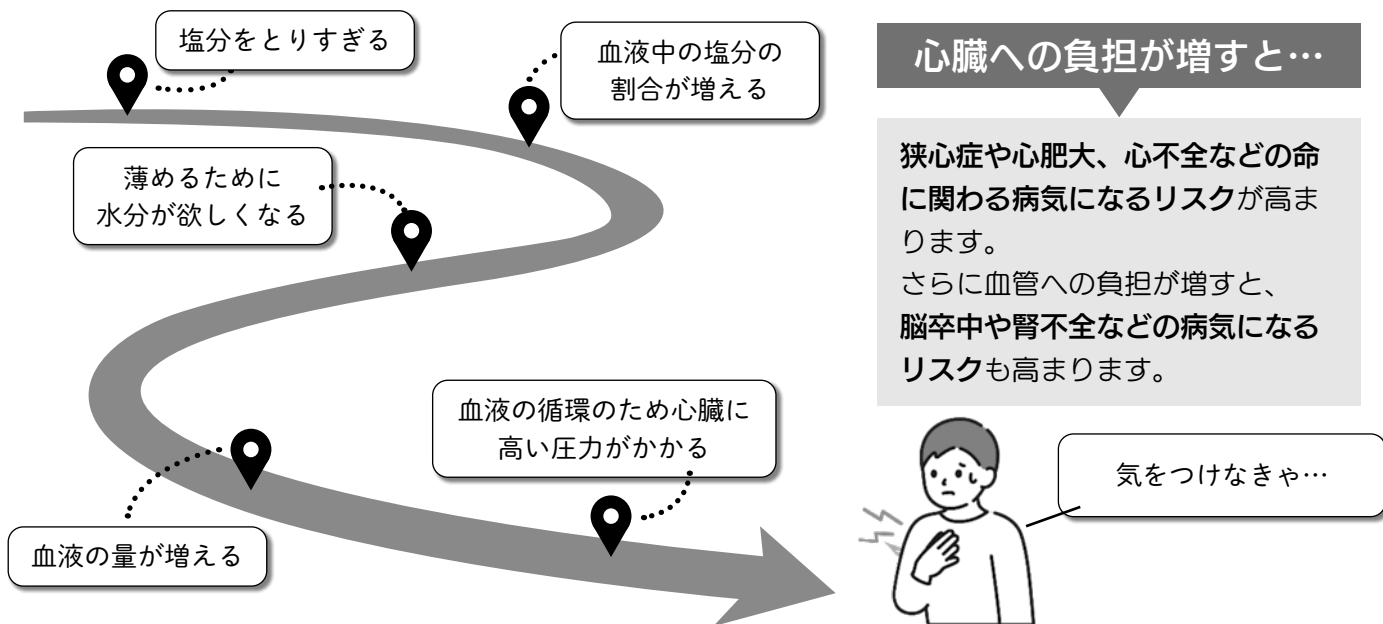 塩分をとりすぎる
血液中の塩分の
割合が増える
薄めるために
水分が欲しくなる
血液の量が増える
血液の循環のため心臓に
高い圧力がかかる
心臓への負担が増すと…
狭心症や心肥大、心不全などの命
に関わる病気になるリスクが高ま
ります。
さらに血管への負担が増すと、
脳卒中や腎不全などの病気になる
リスクも高まります。
気をつけなきゃ…